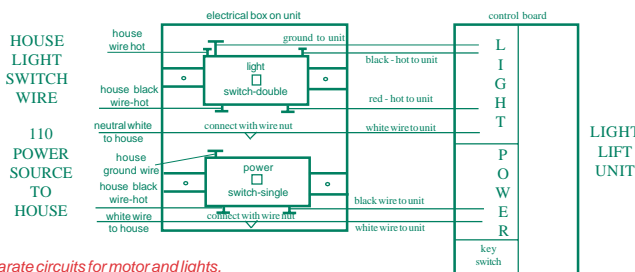 electrical box on unit
control board
HOUSE
LIGHT
SWITCH
WIRE
house
wire hot
ground to unit
black - hot to unit
light
switch-double
house black
wire-hot
red - hot to unit
neutral white
to house
connect with wire nut
white wire to unit
L
I
G
H
T
110
POWER
SOURCE
TO
HOUSE
house
ground wire
power
switch-single
house black
wire-hot
black wire to unit
white wire
to house
connect with wire nut
white wire to unit
P
O
W
E
R
key
switch
LIGHT
LIFT
UNIT
arate circuits for motor and lights.